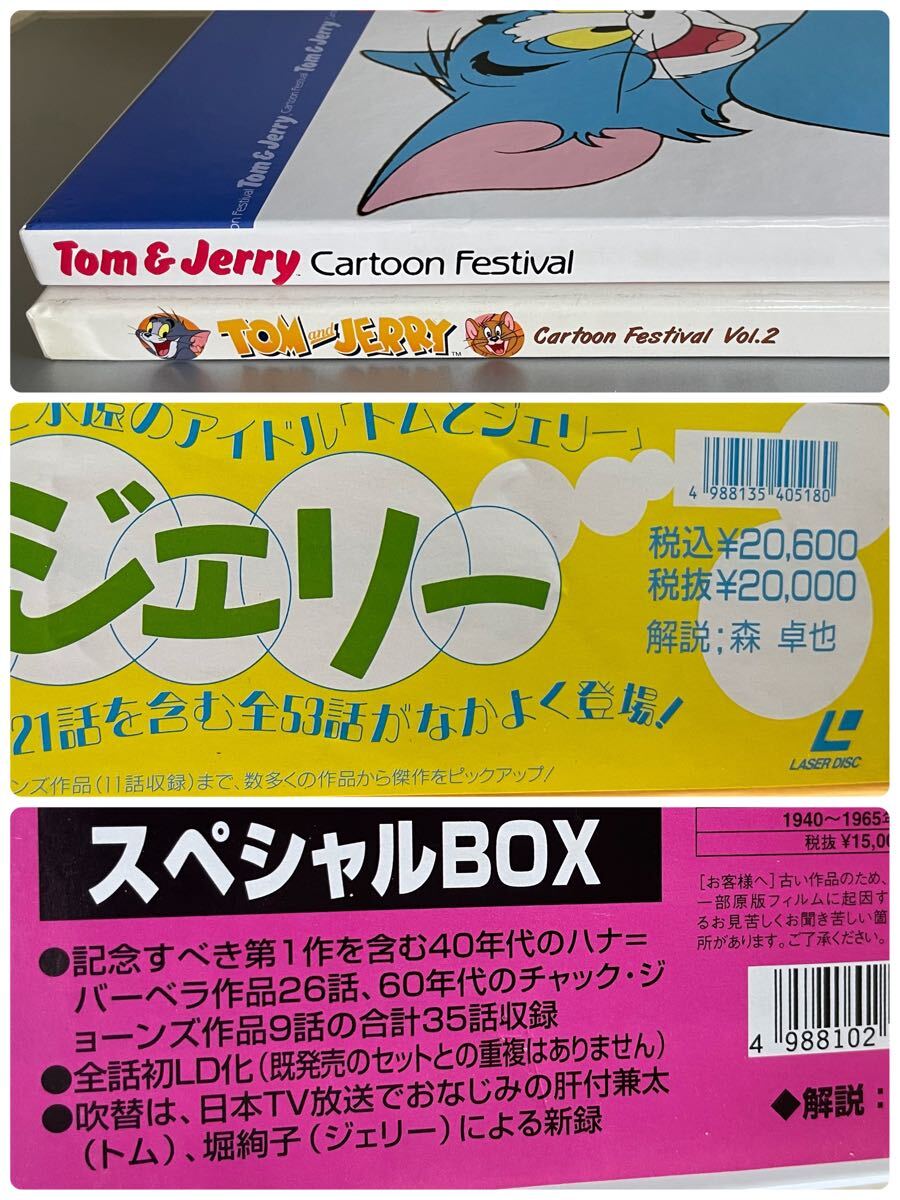 on Festival Tom & Jerry Cartoon Festival Tom & Jerry
Tom & Jerry™ Cartoon Festival
TOM and JERRY™ Cartoon Festival Vol.2
永遠のアイドル「トムとジェリー」
4 988135 405180
ジェリー
税込¥20,600
税抜¥20,000
解説;森 卓也
21話を含む全53話がなかよく登場!
LASER DISC
ンズ作品(11話収録)まで、数多くの作品から傑作をピックアップ!
スペシャルBOX
1940〜1965年
税抜 ¥15,00
[お客様へ]古い作品のため、
一部原版フィルムに起因す
るお見苦しくお聞き苦しい箇
所があります。ご了承ください。
●記念すべき第1作を含む40年代のハナ=
バーベラ作品26話、60年代のチャック・ジ
ョーンズ作品9話の合計35話収録
●全話初LD化(既発売のセットとの重複はありません)
●吹替は、日本TV放送でおなじみの肝付兼太
(トム)、堀絢子(ジェリー)による新録
4 988102
◆解説: